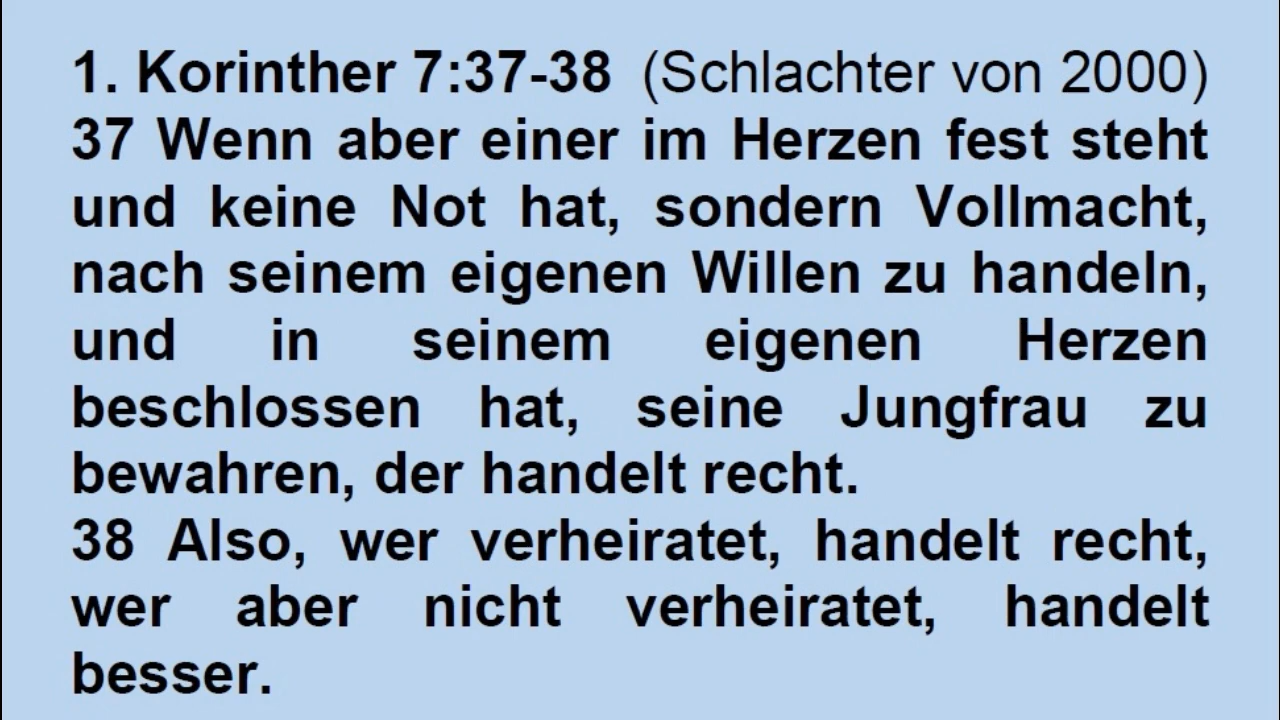 1. Korinther 7:37-38 (Schlachter von 2000)
37 Wenn aber einer im Herzen fest steht
und keine Not hat, sondern Vollmacht,
nach seinem eigenen Willen zu handeln,
und in seinem eigenen Herzen
beschlossen hat, seine Jungfrau zu
bewahren, der handelt recht.
38 Also, wer verheiratet, handelt recht,
wer aber nicht verheiratet, handelt
besser.